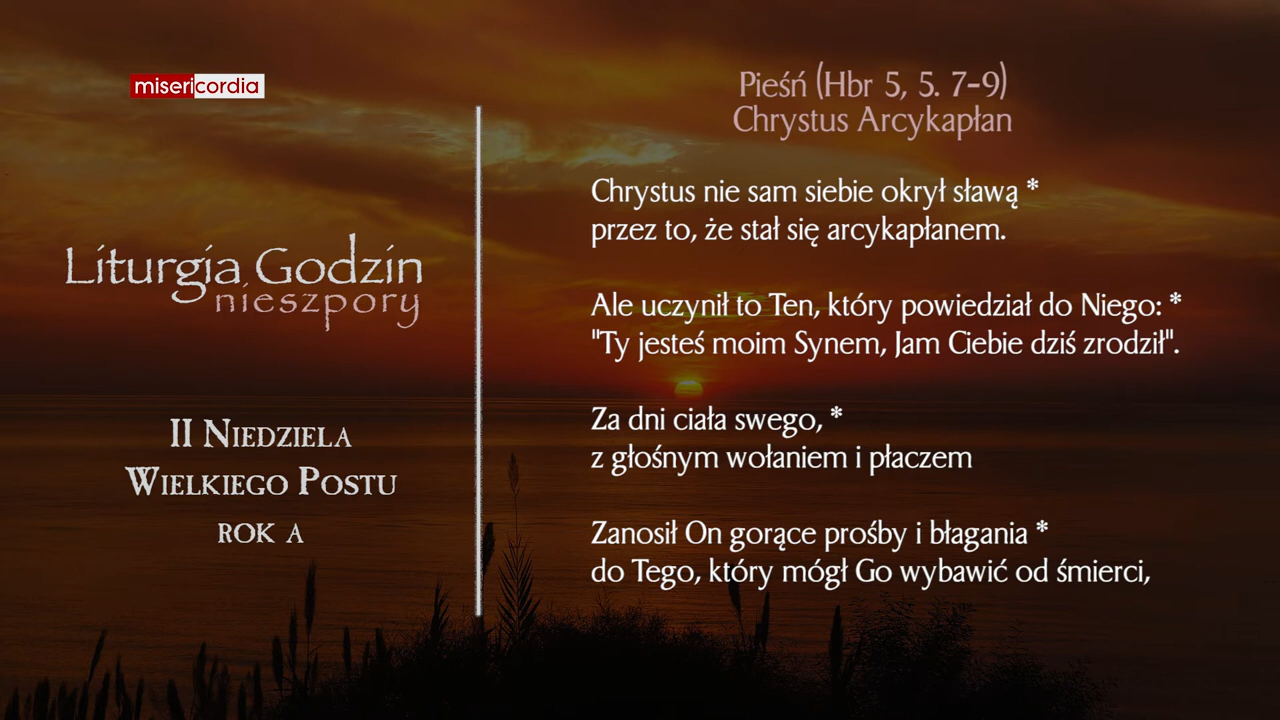 misericordia
Liturgia Godzin
nieszpory
II Niedziela
Wielkiego Postu
rok A
Pieśń (Hbr 5, 5. 7-9)
Chrystus Arcykapłan
Chrystus nie sam siebie okrył sławą *
przez to, że stał się arcykapłanem.
Ale uczynił to Ten, który powiedział do Niego: *
"Ty jesteś moim Synem, Jam Ciebie dziś zrodził".
Za dni ciała swego, *
z głośnym wołaniem i płaczem
Zanosił On gorące prośby i błagania *
do Tego, który mógł Go wybawić od śmierci,